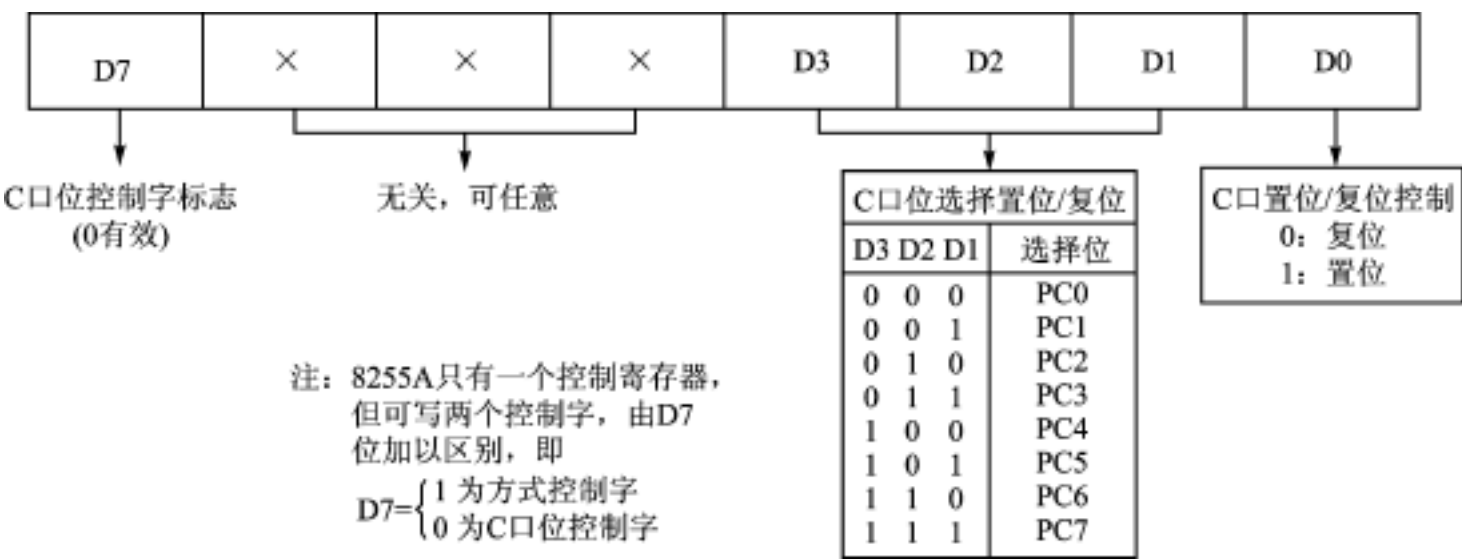 D7 × × × D3 D2 D1 D0
C口位控制字标志
(0有效)
无关，可任意
C口位选择置位/复位
D3 D2 D1 选择位
0 0 0 PC0
0 0 1 PC1
0 1 0 PC2
0 1 1 PC3
1 0 0 PC4
1 0 1 PC5
1 1 0 PC6
1 1 1 PC7
C口置位/复位控制
0：复位
1：置位
注：8255A只有一个控制寄存器，
但可写两个控制字，由D7
位加以区别，即
D7={1 为方式控制字
0 为C口位控制字